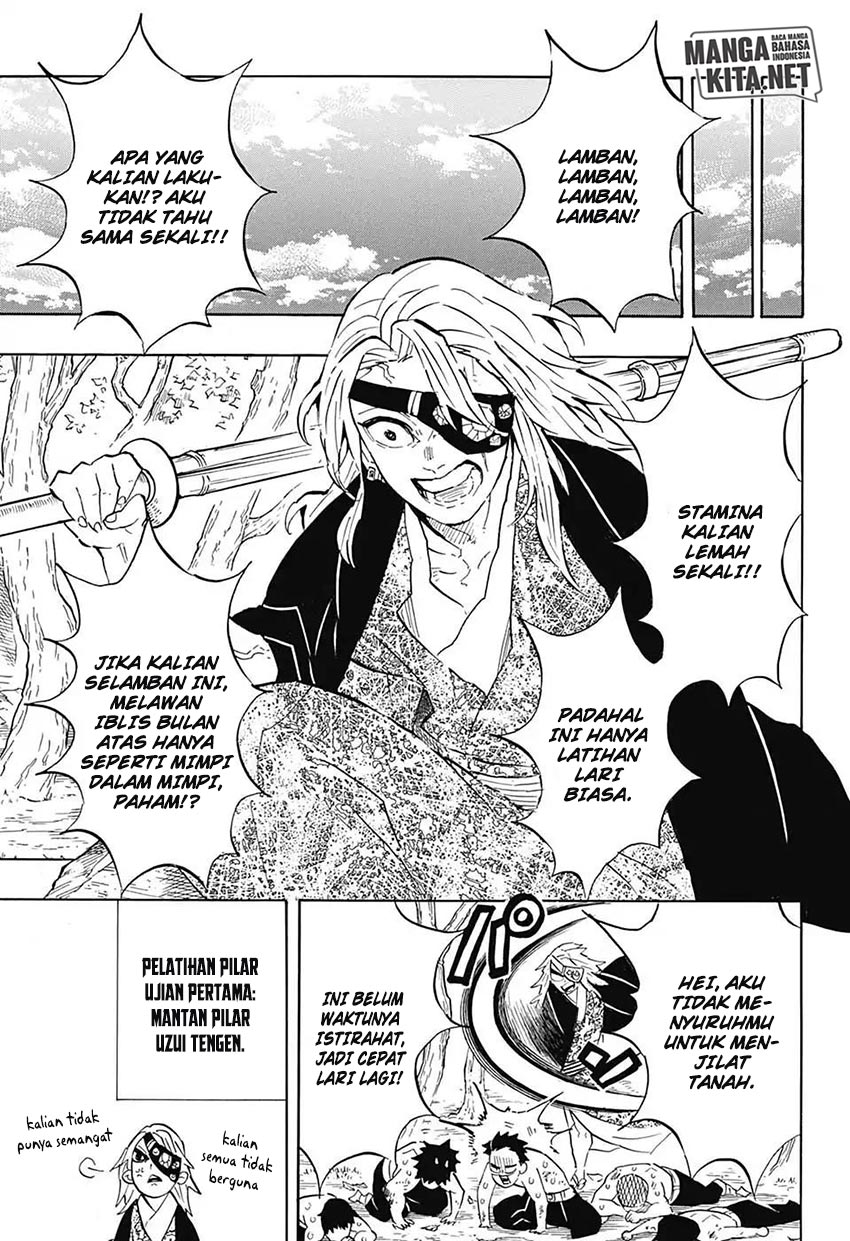 MANGA
KITA.NET
BACA MANGA
BAHASA
INDONESIA
LAMBAN,
LAMBAN,
LAMBAN,
LAMBAN!
APA YANG
KALIAN LAKU-
KAN!? AKU
TIDAK TAHU
SAMA SEKALI!!
STAMINA
KALIAN
LEMAH
SEKALI!!
PADAHAL
INI HANYA
LATIHAN
LARI
BIASA.
JIKA KALIAN
SELAMBAN INI,
MELAWAN
IBLIS BULAN
ATAS HANYA
SEPERTI MIMPI
DALAM MIMPI,
PAHAM!?
HEI, AKU
TIDAK ME-
NYURUHMU
UNTUK MEN-
JILAT
TANAH.
パン
INI BELUM
WAKTUNYA
ISTIRAHAT,
JADI CEPAT
LARI LAGI!
PELATIHAN PILAR
UJIAN PERTAMA:
MANTAN PILAR
UZUI TENGEN.
kalian
semua tidak
berguna
kalian tidak
punya semangat